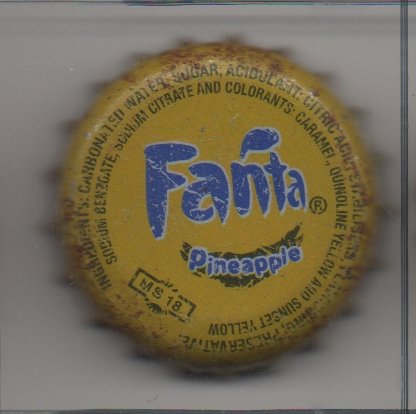 INGREDIENTS: CARBONATED WATER, SUGAR, ACIDULANT: CITRIC ACID, PRESERVATIVE:
SODIUM BENZOATE, SODIUM CITRATE AND COLORANTS: CARAMEL, QUINOLINE YELLOW AND SUNSET YELLOW
Fanta®
Pineapple
MS 18